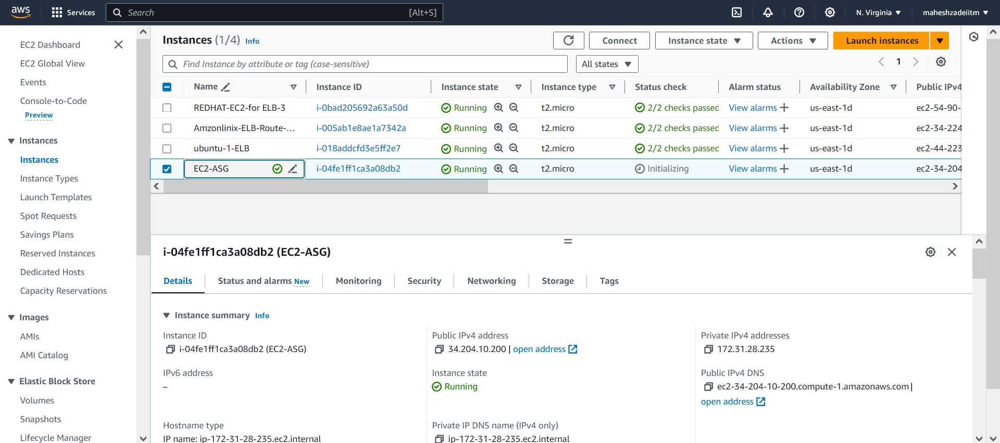 aws
Services
Search
[Alt+S]
N. Virginia
maheshzadeiitm
EC2 Dashboard
EC2 Global View
Events
Console-to-Code
Preview
Instances
Instances
Instance Types
Launch Templates
Spot Requests
Savings Plans
Reserved Instances
Dedicated Hosts
Capacity Reservations
Images
AMIs
AMI Catalog
Elastic Block Store
Volumes
Snapshots
Lifecycle Manager
Instances (1/4) Info
Connect
Instance state
Actions
Launch instances
Find Instance by attribute or tag (case-sensitive)
All states
1
Name Instance ID Instance state Instance type Status check Alarm status Availability Zone Public IPv4
REDHAT-EC2-for ELB-3 i-0bad205692a63a50d Running t2.micro 2/2 checks passed View alarms us-east-1d ec2-54-90-
Amzonlinix-ELB-Route-... i-005ab1e8ae1a7342a Running t2.micro 2/2 checks passed View alarms us-east-1d ec2-34-224
ubuntu-1-ELB i-018addcfd3e5ff2e7 Running t2.micro 2/2 checks passed View alarms us-east-1d ec2-44-223
EC2-ASG i-04fe1ff1ca3a08db2 Running t2.micro Initializing View alarms us-east-1d ec2-34-204
i-04fe1ff1ca3a08db2 (EC2-ASG)
Details Status and alarms New Monitoring Security Networking Storage Tags
Instance summary Info
Instance ID
i-04fe1ff1ca3a08db2 (EC2-ASG)
Public IPv4 address
34.204.10.200 | open address
Private IPv4 addresses
172.31.28.235
IPv6 address
–
Instance state
Running
Public IPv4 DNS
ec2-34-204-10-200.compute-1.amazonaws.com |
open address
Hostname type
IP name: ip-172-31-28-235.ec2.internal
Private IP DNS name (IPv4 only)
ip-172-31-28-235.ec2.internal